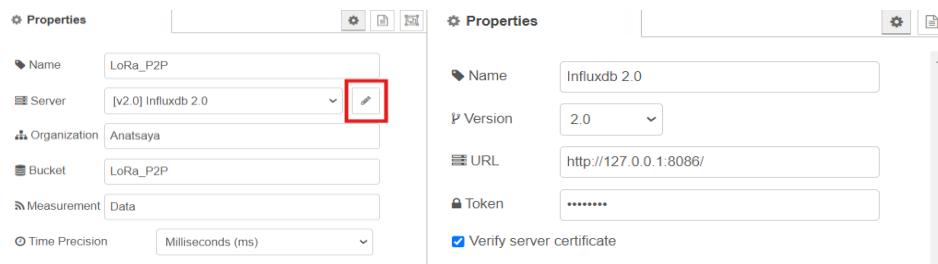 Properties
Name LoRa_P2P
Server [v2.0] Influxdb 2.0
Organization Anatsaya
Bucket LoRa_P2P
Measurement Data
Time Precision Milliseconds (ms)
Properties
Name Influxdb 2.0
Version 2.0
URL http://127.0.0.1:8086/
Token ••••••••
Verify server certificate